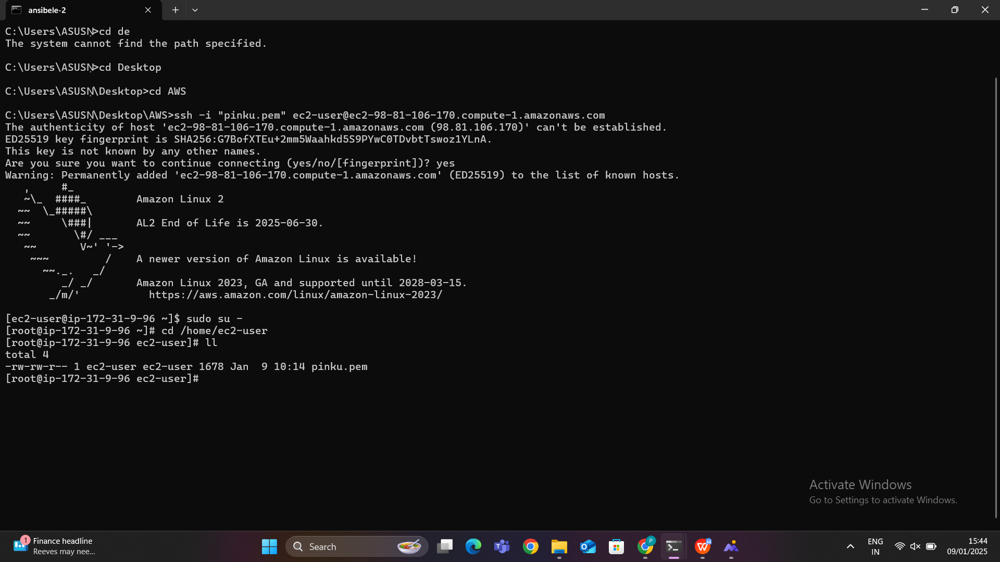 ansibele-2
C:\Users\ASUSN>cd de
The system cannot find the path specified.
C:\Users\ASUSN>cd Desktop
C:\Users\ASUSN\Desktop>cd AWS
C:\Users\ASUSN\Desktop\AWS>ssh -i "pinku.pem" ec2-user@ec2-98-81-106-170.compute-1.amazonaws.com
The authenticity of host 'ec2-98-81-106-170.compute-1.amazonaws.com (98.81.106.170)' can't be established.
ED25519 key fingerprint is SHA256:G7BofXTEu+2mm5Waahkd5S9PYwC0TDvbtTswoz1YLnA.
This key is not known by any other names.
Are you sure you want to continue connecting (yes/no/[fingerprint])? yes
Warning: Permanently added 'ec2-98-81-106-170.compute-1.amazonaws.com' (ED25519) to the list of known hosts.
   ,     #_
   ~\_  ####_        Amazon Linux 2
  ~~  \_#####\
  ~~     \###|       AL2 End of Life is 2025-06-30.
  ~~       \#/ ___
   ~~       V~' '->
    ~~~         /    A newer version of Amazon Linux is available!
      ~~._.   _/
         _/ _/       Amazon Linux 2023, GA and supported until 2028-03-15.
       _/m/'           https://aws.amazon.com/linux/amazon-linux-2023/
[ec2-user@ip-172-31-9-96 ~]$ sudo su -
[root@ip-172-31-9-96 ~]# cd /home/ec2-user
[root@ip-172-31-9-96 ec2-user]# ll
total 4
-rw-rw-r-- 1 ec2-user ec2-user 1678 Jan  9 10:14 pinku.pem
[root@ip-172-31-9-96 ec2-user]#
Activate Windows
Go to Settings to activate Windows.
1
Finance headline
Reeves may nee...
Search
P
ENG
IN
15:44
09/01/2025